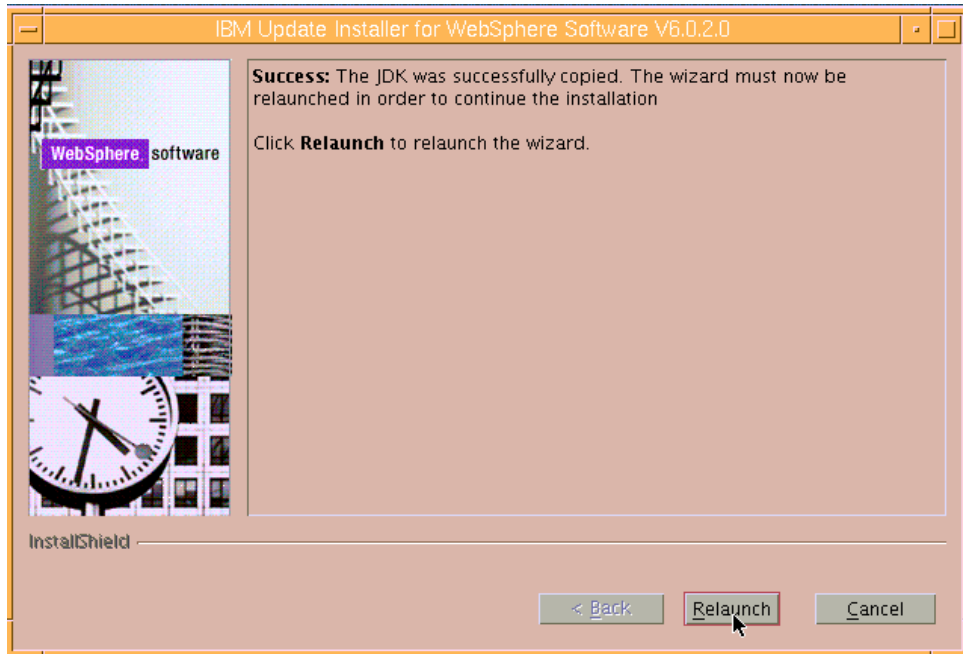 IBM Update Installer for WebSphere Software V6.0.2.0
Success: The JDK was successfully copied. The wizard must now be
relaunched in order to continue the installation
Click Relaunch to relaunch the wizard.
WebSphere. software
InstallShield
< Back
Relaunch
Cancel